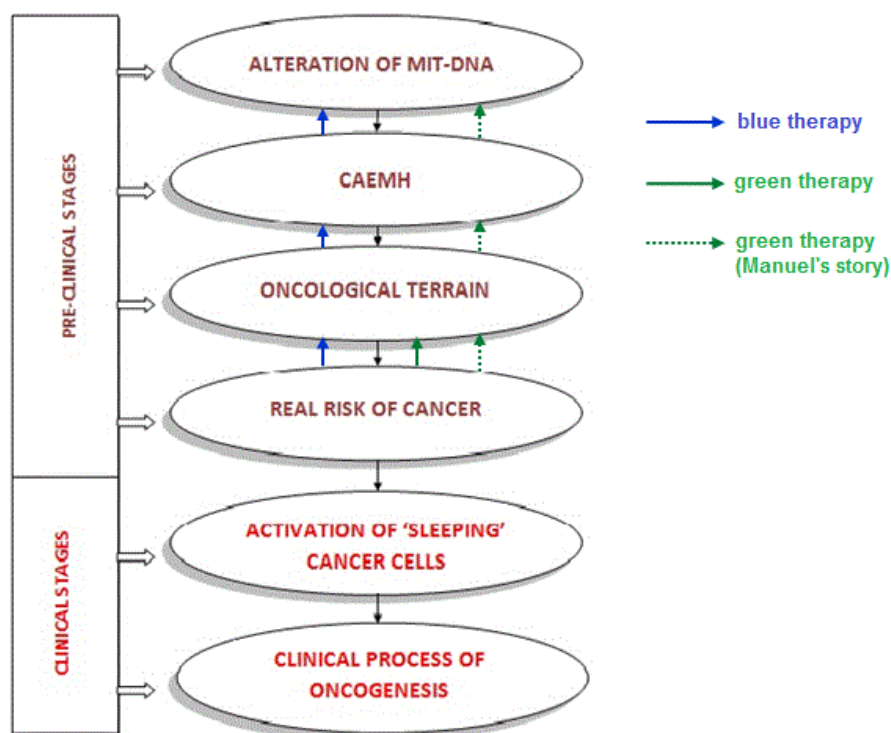 PRE-CLINICAL STAGES
ALTERATION OF MIT-DNA
CAEMH
ONCOLOGICAL TERRAIN
REAL RISK OF CANCER
CLINICAL STAGES
ACTIVATION OF ‘SLEEPING’
CANCER CELLS
CLINICAL PROCESS OF
ONCOGENESIS
blue therapy
green therapy
green therapy
(Manuel's story)